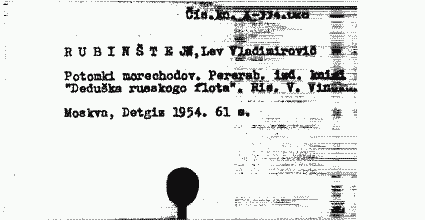 RUBINŠTEJN, Lev Vladimirovič
Potomki morechodov. Pererab. izd. knigi
"Deduška russkogo flota". Ris. V. 
Moskva, Detgiz 1954. 61 s.